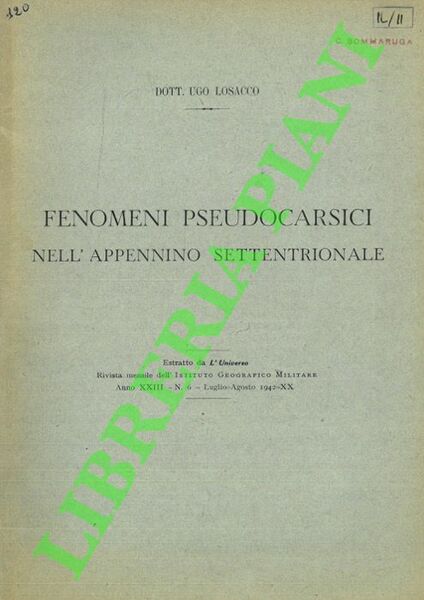 120
IL/11
C. SOMMARUGA
DOTT. UGO LOSACCO
FENOMENI PSEUDOCARSICI
NELL'APPENNINO SETTENTRIONALE
Estratto da L'Universo
Rivista mensile dell'ISTITUTO GEOGRAFICO MILITARE
Anno XXIII - N. 6 - Luglio-Agosto 1942-XX
LIBRERIA PIANI